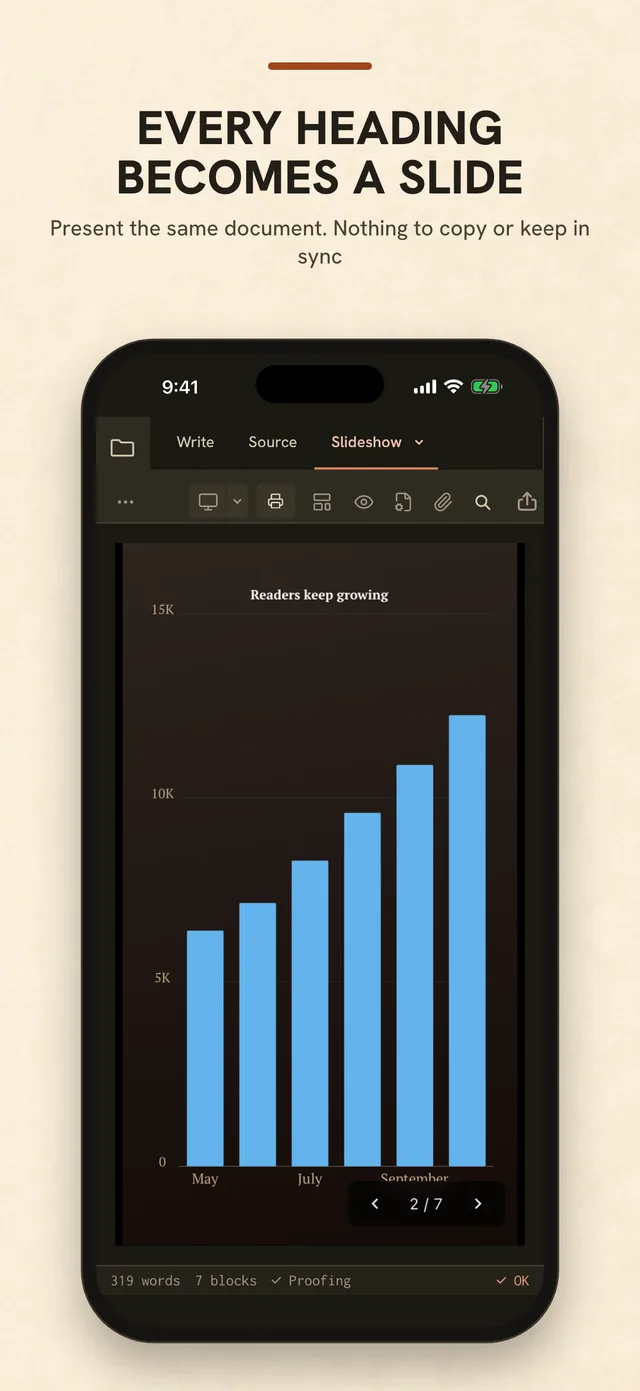 EVERY HEADING
BECOMES A SLIDE
Present the same document. Nothing to copy or keep in
sync
9:41
Write Source Slideshow
Readers keep growing
15K
10K
5K
0
May July September
2 / 7
319 words 7 blocks ✓ Proofing ✓ OK